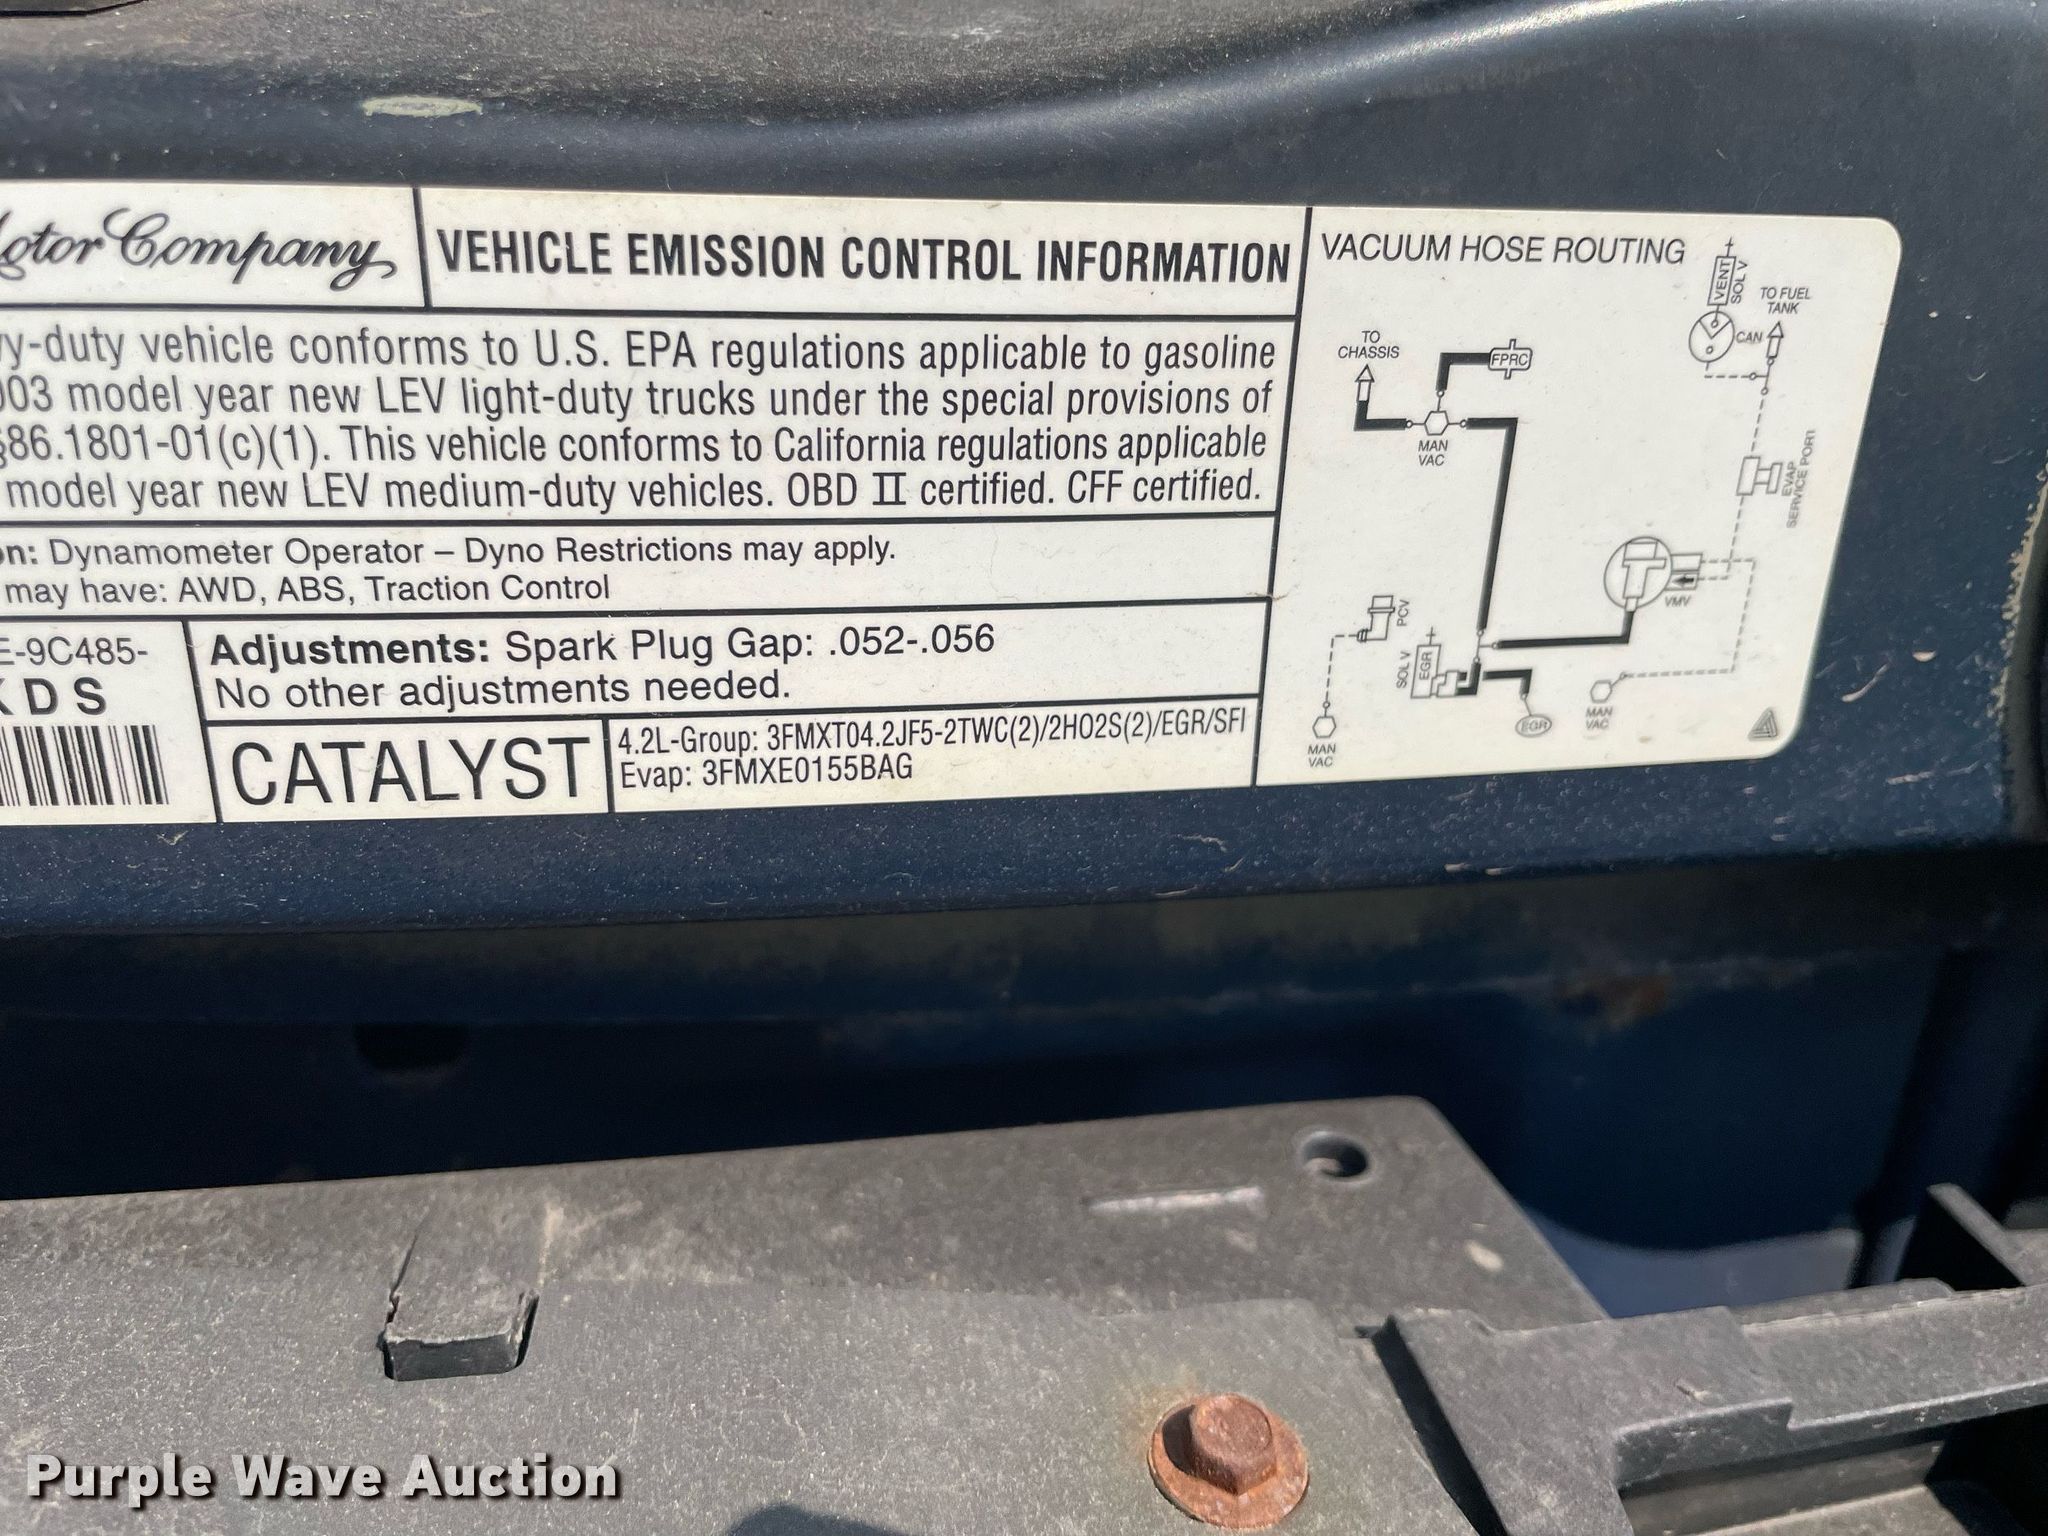 Motor Company
VEHICLE EMISSION CONTROL INFORMATION
y-duty vehicle conforms to U.S. EPA regulations applicable to gasoline
003 model year new LEV light-duty trucks under the special provisions of
§86.1801-01(c)(1). This vehicle conforms to California regulations applicable
model year new LEV medium-duty vehicles. OBD II certified. CFF certified.
on: Dynamometer Operator – Dyno Restrictions may apply.
may have: AWD, ABS, Traction Control
E-9C485-
K D S
Adjustments: Spark Plug Gap: .052-.056
No other adjustments needed.
CATALYST
4.2L-Group: 3FMXT04.2JF5-2TWC(2)/2HO2S(2)/EGR/SFI
Evap: 3FMXE0155BAG
VACUUM HOSE ROUTING
VENT
SOL V
TO FUEL
TANK
CAN
TO
CHASSIS
FPRC
MAN
VAC
EVAP
SERVICE PORT
VMV
PCV
SOL V
EGR
EGR
MAN
VAC
MAN
VAC
Purple Wave Auction